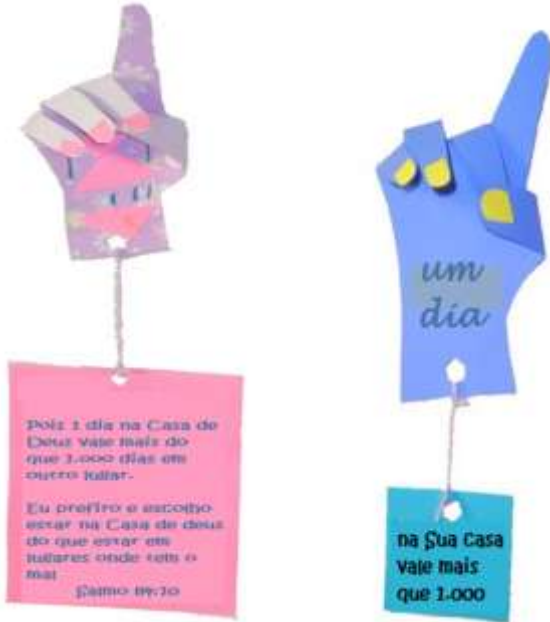 Pois 1 dia na Casa de
Deus vale mais do
que 1.000 dias em
outro lugar.
Eu prefiro e escolho
estar na Casa de deus
do que estar em
lugares onde tem o
mal
Salmo
um
dia
na Sua Casa
vale mais
que 1.000